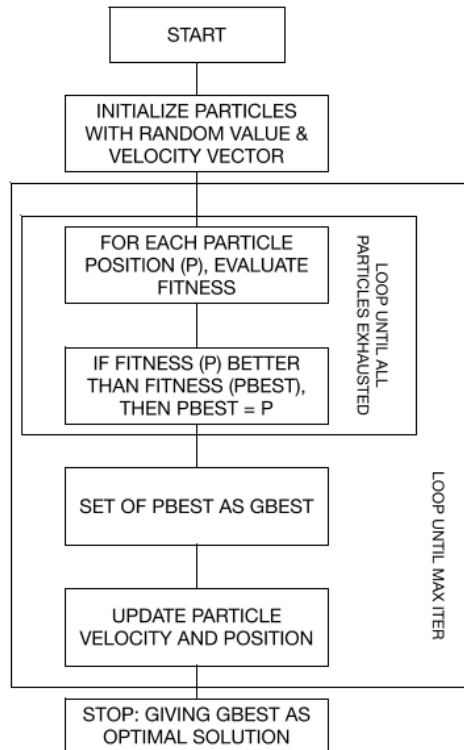 START
INITIALIZE PARTICLES
WITH RANDOM VALUE &
VELOCITY VECTOR
FOR EACH PARTICLE
POSITION (P), EVALUATE
FITNESS
LOOP UNTIL ALL
PARTICLES EXHAUSTED
IF FITNESS (P) BETTER
THAN FITNESS (PBEST),
THEN PBEST = P
SET OF PBEST AS GBEST
LOOP UNTIL MAX ITER
UPDATE PARTICLE
VELOCITY AND POSITION
STOP: GIVING GBEST AS
OPTIMAL SOLUTION